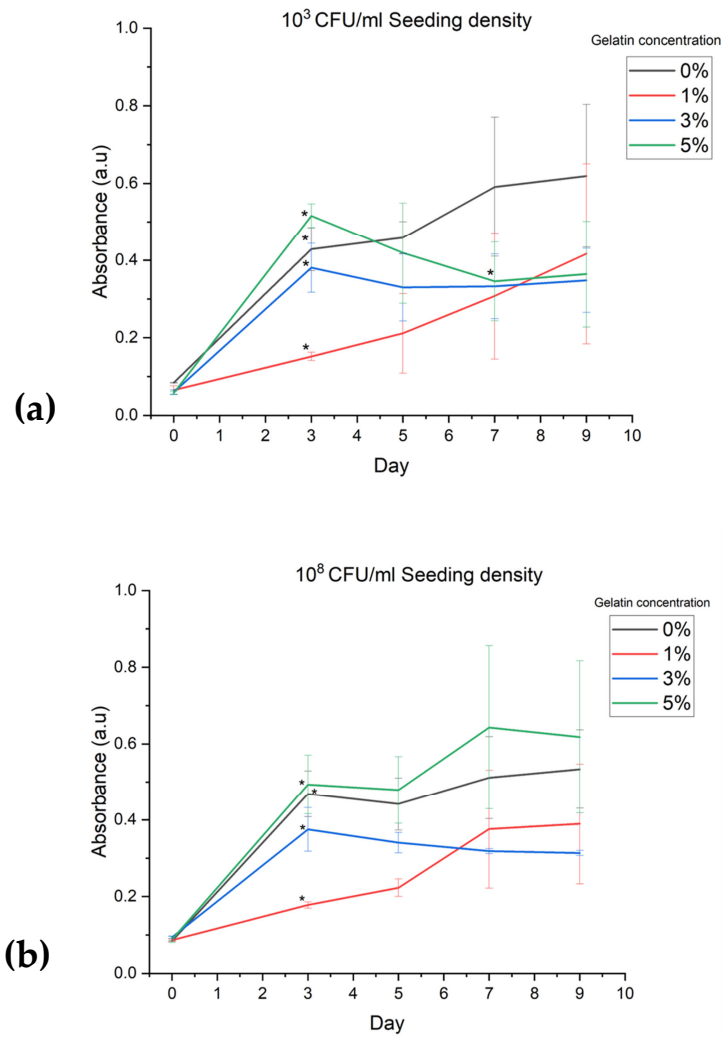 10³ CFU/ml Seeding density
Gelatin concentration
0%
1%
3%
5%
1.0
0.8
0.6
0.4
0.2
0.0
Absorbance (a.u)
* * * * *
0 1 2 3 4 5 6 7 8 9 10
Day
(a)
10⁸ CFU/ml Seeding density
Gelatin concentration
0%
1%
3%
5%
1.0
0.8
0.6
0.4
0.2
0.0
Absorbance (a.u)
* * * *
0 1 2 3 4 5 6 7 8 9 10
Day
(b)